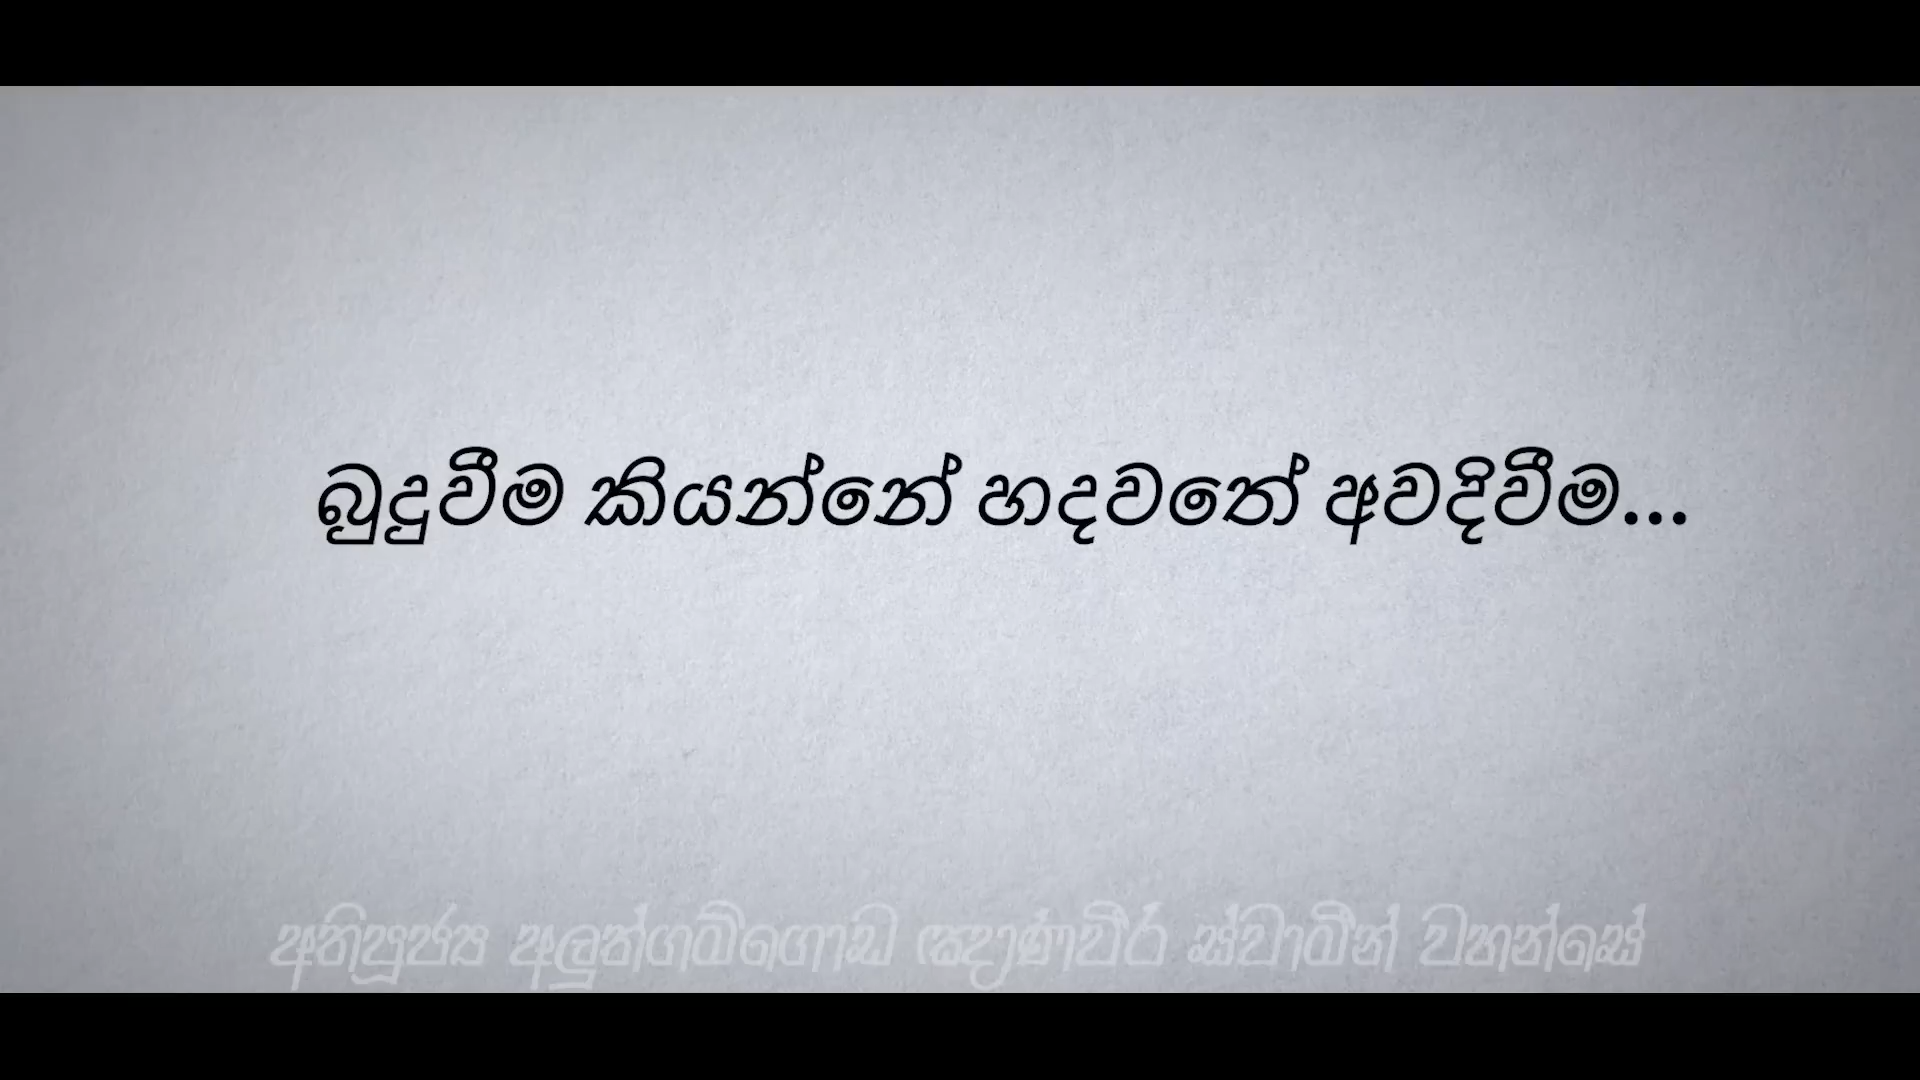 බුදුවීම කියන්නේ හදවතේ අවදිවීම...
අතිපූජ්‍ය අලුත්ගම්ගොඩ ඤාණවීර ස්වාමීන් වහන්සේ